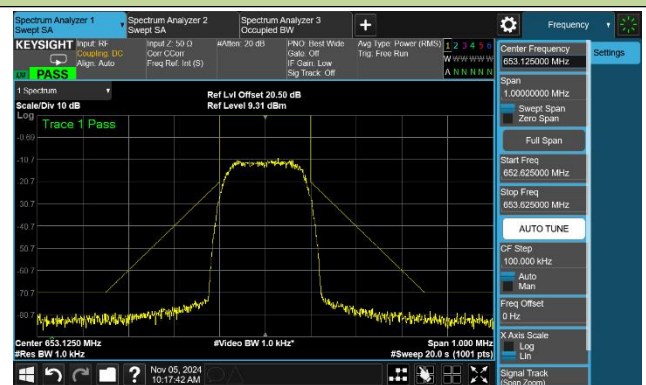 Spectrum Analyzer 1
Swept SA
Spectrum Analyzer 2
Swept SA
Spectrum Analyzer 3
Occupied BW
+
Frequency
KEYSIGHT
Input: RF
Coupling: DC
Align: Auto
Input Z: 50 Ω
Corr CCorr
Freq Ref: Int (S)
#Atten: 20 dB
PNO: Best Wide
Gate: Off
IF Gain: Low
Sig Track: Off
Avg Type: Power (RMS)
Trig: Free Run
1 2 3 4 5 6
W W W W W W
A N N N N N
PASS
1 Spectrum
Scale/Div 10 dB
Ref Lvl Offset 20.50 dB
Ref Level 9.31 dBm
Log
Trace 1 Pass
-0.69
-10.7
-20.7
-30.7
-40.7
-50.7
-60.7
-70.7
-80.7
Center 653.1250 MHz
#Res BW 1.0 kHz
#Video BW 1.0 kHz*
Span 1.000 MHz
#Sweep 20.0 s (1001 pts)
Nov 05, 2024
10:17:42 AM
Center Frequency
653.125000 MHz
Settings
Span
1.00000000 MHz
Swept Span
Zero Span
Full Span
Start Freq
652.625000 MHz
Stop Freq
653.625000 MHz
AUTO TUNE
CF Step
100.000 kHz
Auto
Man
Freq Offset
0 Hz
X Axis Scale
Log
Lin
Signal Track
(Span Zoom)